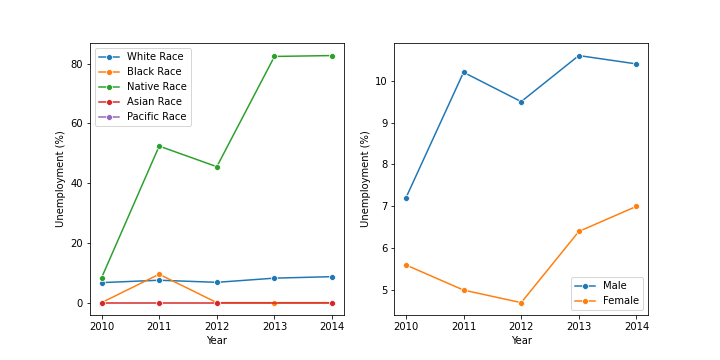 White Race
Black Race
Native Race
Asian Race
Pacific Race
Unemployment (%)
80
60
40
20
0
2010 2011 2012 2013 2014
Year
Unemployment (%)
10
9
8
7
6
5
Male
Female
2010 2011 2012 2013 2014
Year